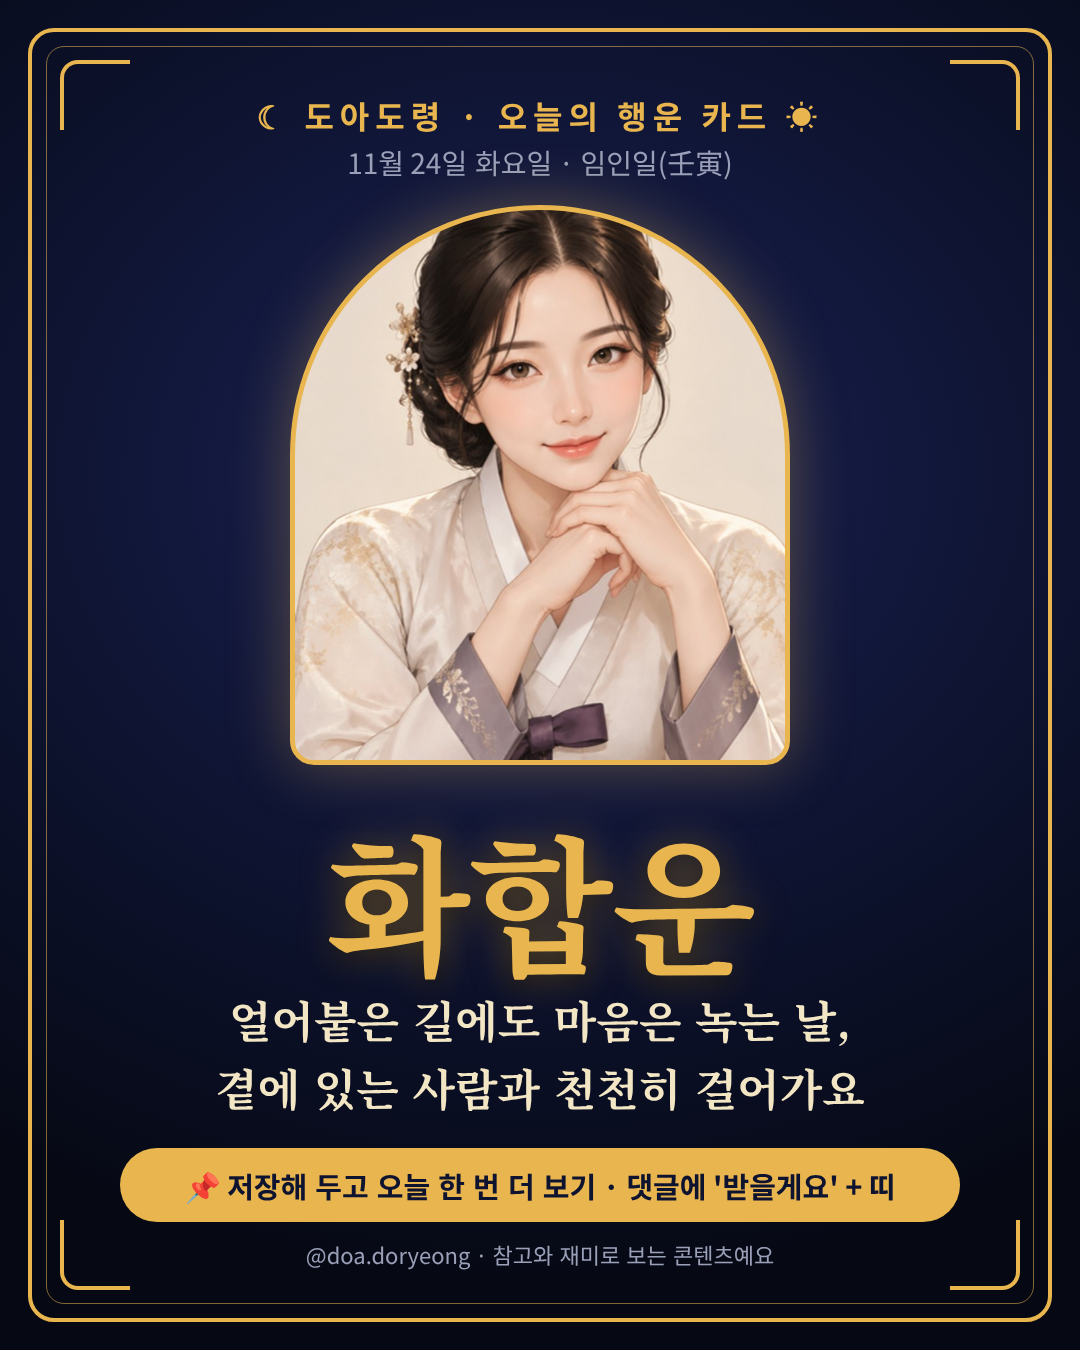 ☾ 도아도령 · 오늘의 행운 카드 ☀
11월 24일 화요일 · 임인일(壬寅)
화합운
얼어붙은 길에도 마음은 녹는 날,
곁에 있는 사람과 천천히 걸어가요
📌 저장해 두고 오늘 한 번 더 보기 · 댓글에 '받을게요' + 띠
@doa.doryeong · 참고와 재미로 보는 콘텐츠예요